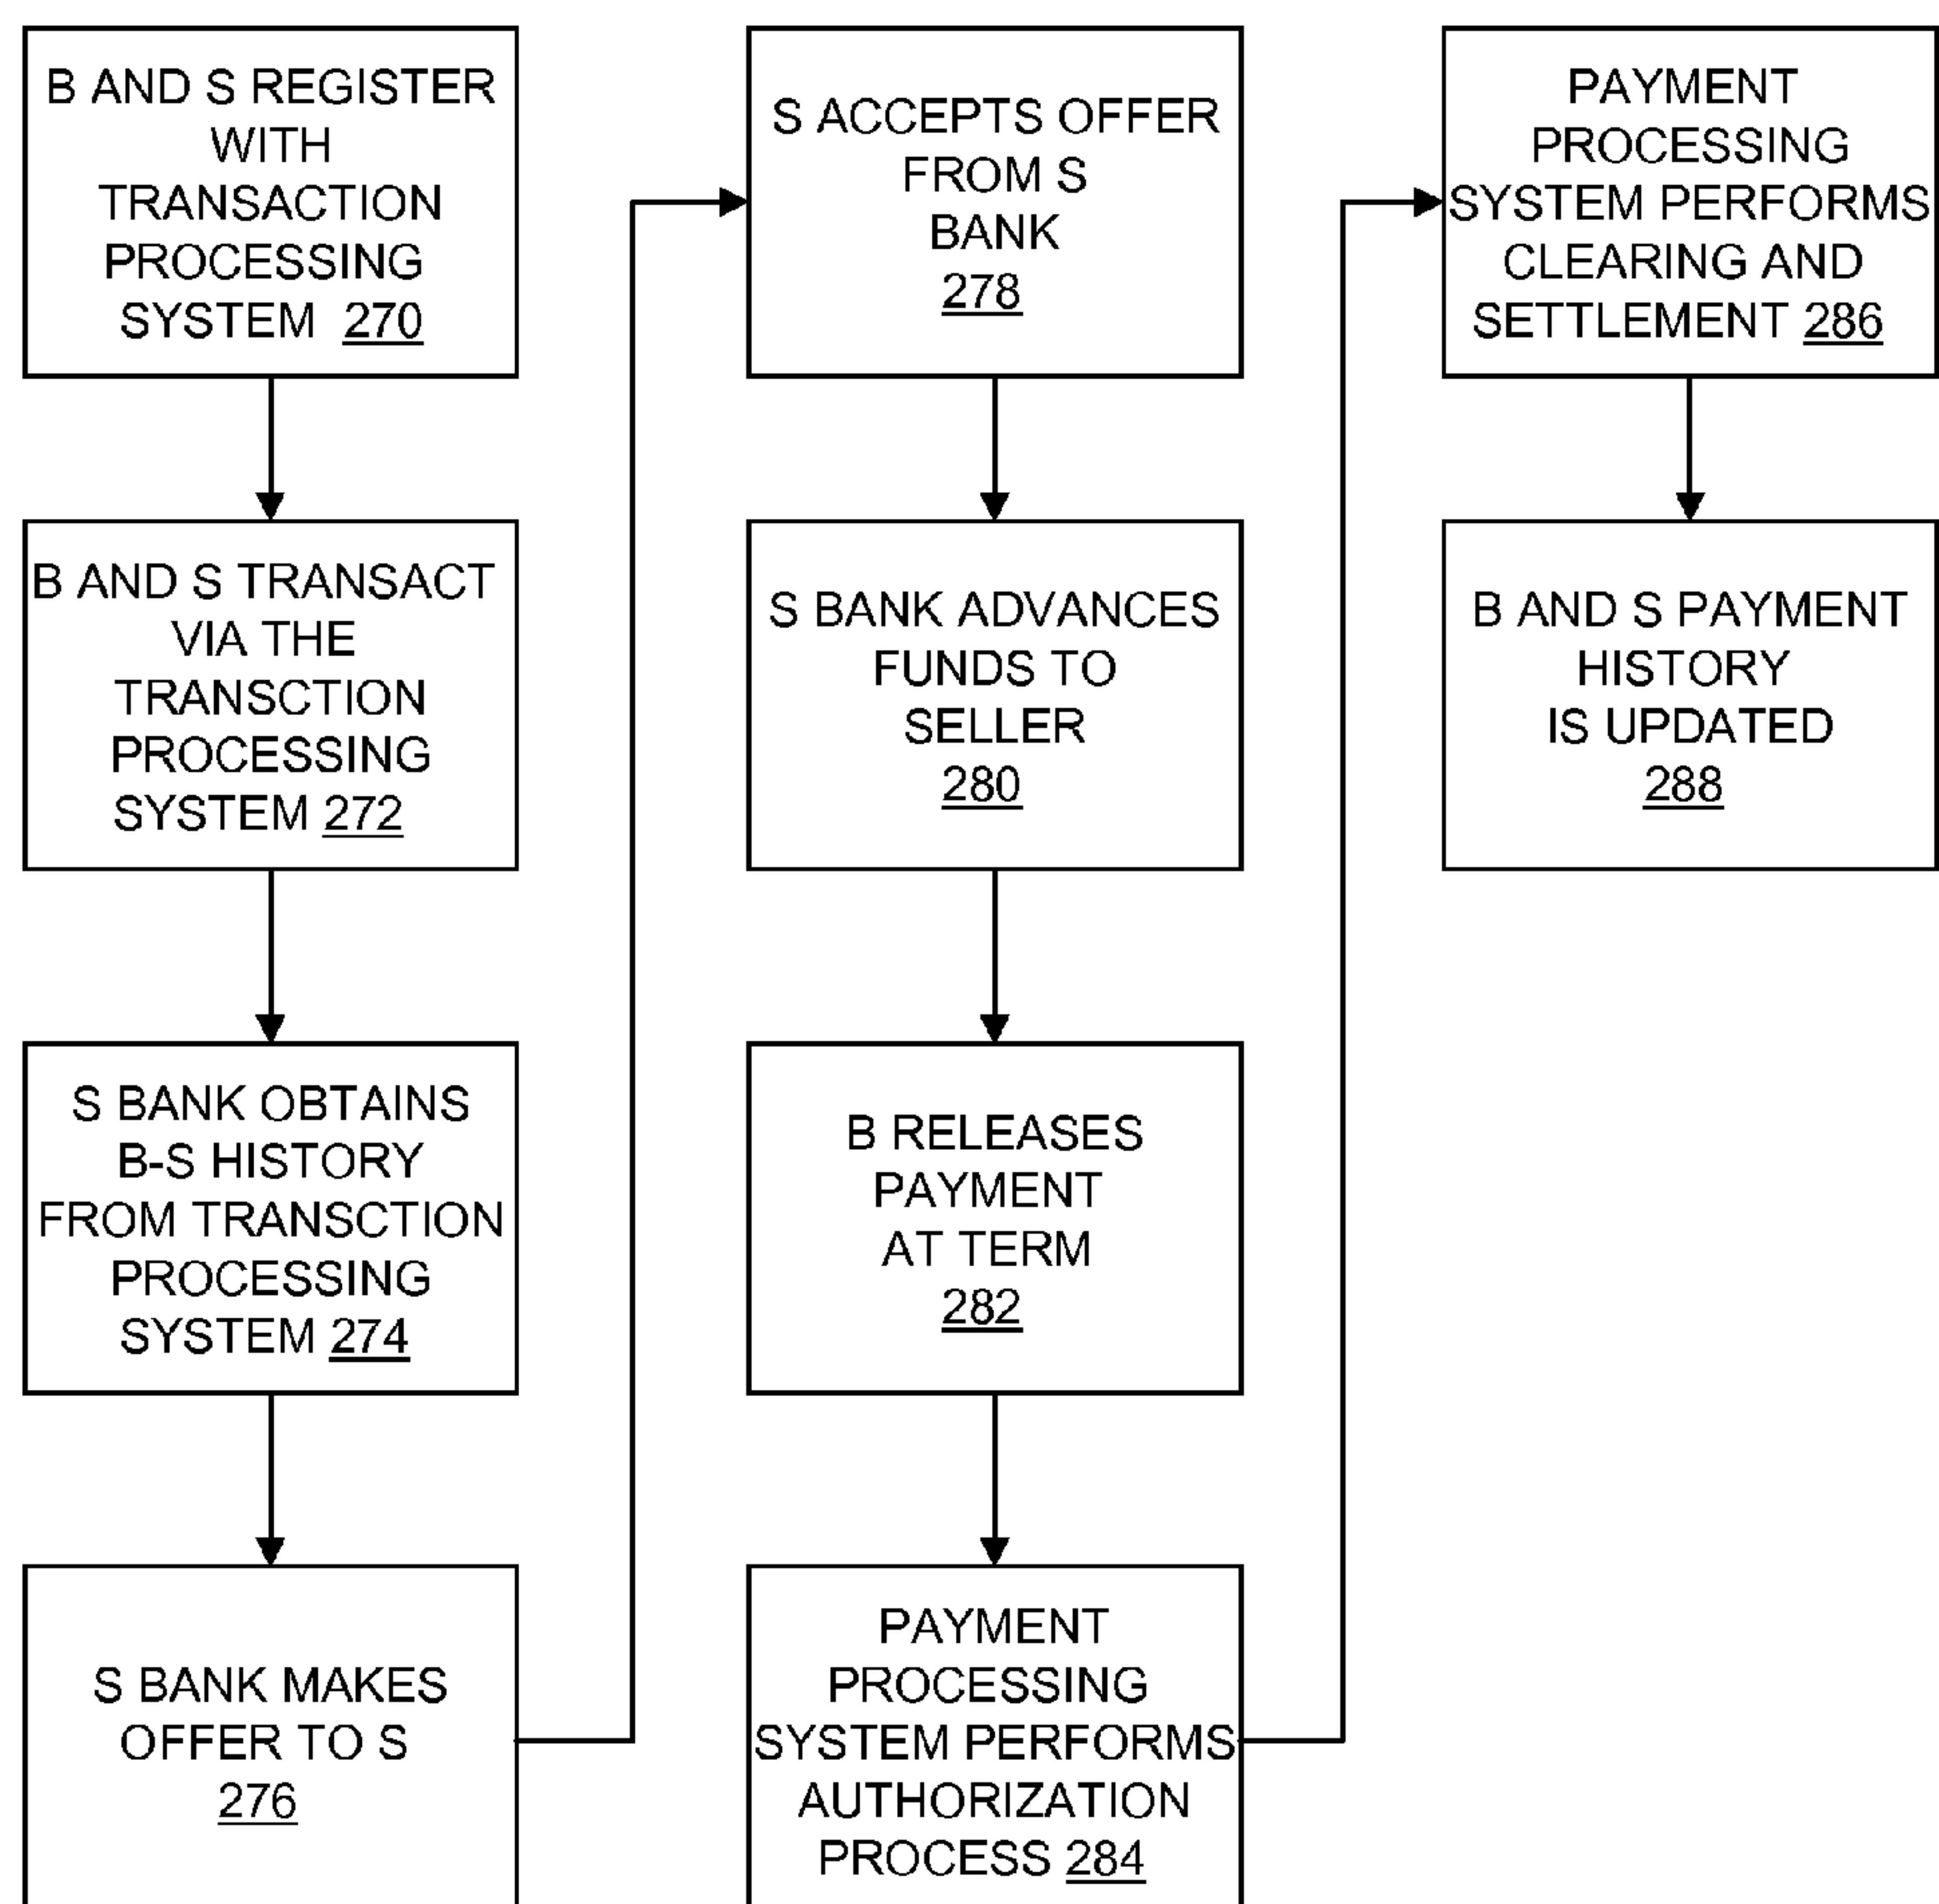 B AND S REGISTER
WITH
TRANSACTION
PROCESSING
SYSTEM 270
B AND S TRANSACT
VIA THE
TRANSCTION
PROCESSING
SYSTEM 272
S BANK OBTAINS
B-S HISTORY
FROM TRANSCTION
PROCESSING
SYSTEM 274
S BANK MAKES
OFFER TO S
276
S ACCEPTS OFFER
FROM S
BANK
278
S BANK ADVANCES
FUNDS TO
SELLER
280
B RELEASES
PAYMENT
AT TERM
282
PAYMENT
PROCESSING
SYSTEM PERFORMS
AUTHORIZATION
PROCESS 284
PAYMENT
PROCESSING
SYSTEM PERFORMS
CLEARING AND
SETTLEMENT 286
B AND S PAYMENT
HISTORY
IS UPDATED
288